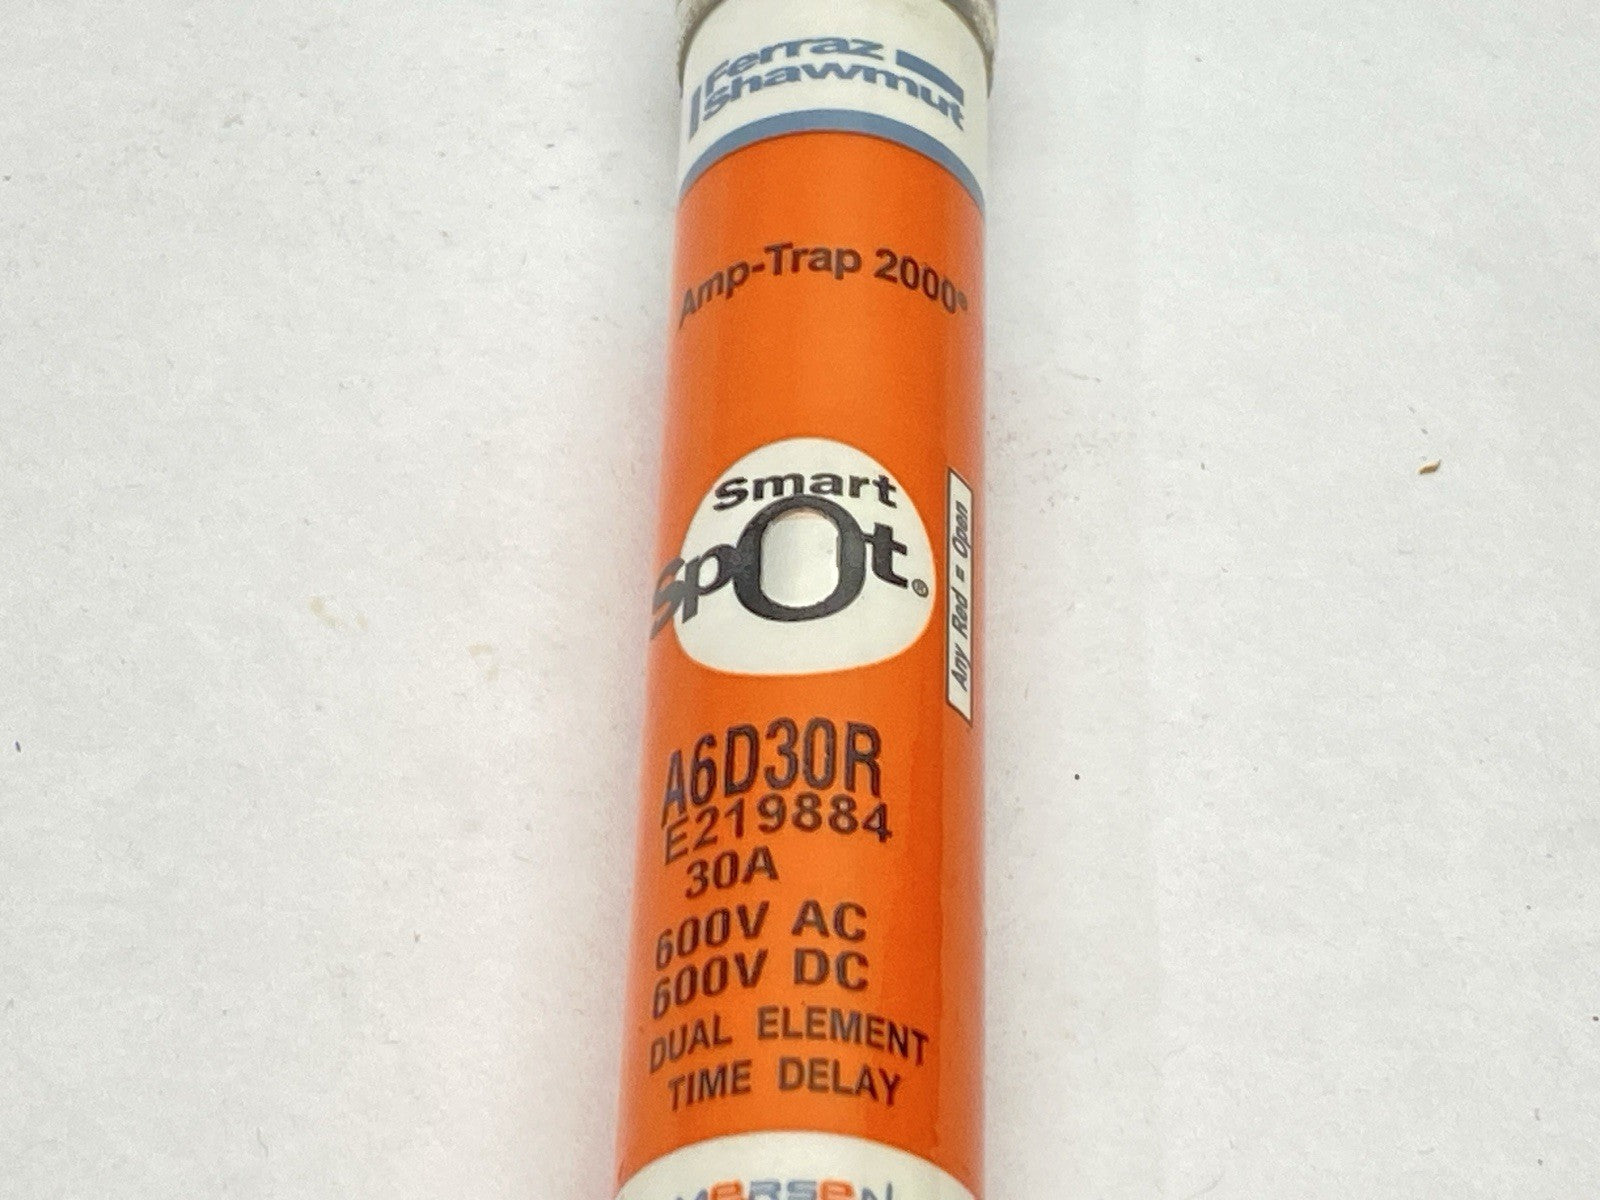 Ferraz
Shawmut
Amp-Trap 2000®
Smart
Spot®
Any Red = Open
A6D30R
E219884
30A
600V AC
600V DC
DUAL ELEMENT
TIME DELAY
MERSEN